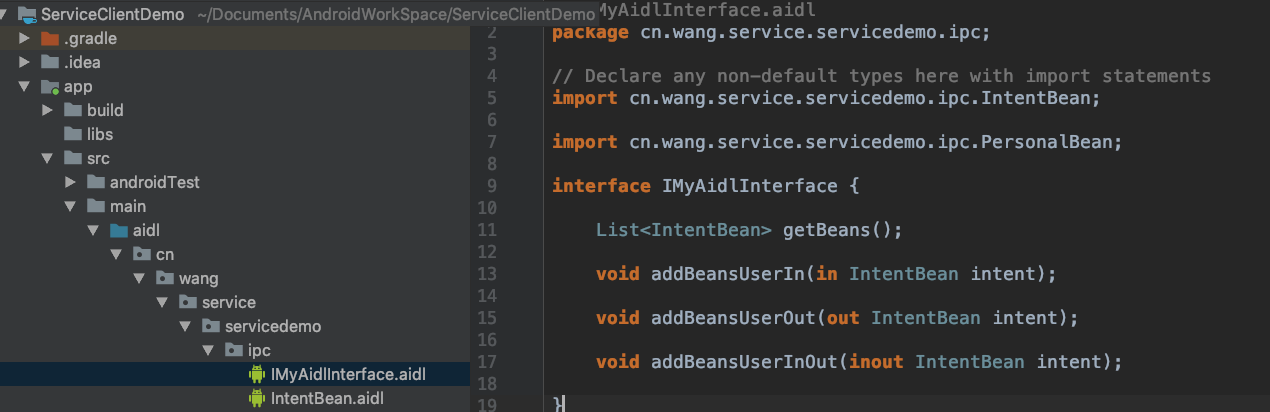 ServiceClientDemo ~/Documents/AndroidWorkSpace/ServiceClientDemo
.gradle
.idea
app
build
libs
src
androidTest
main
aidl
cn
wang
service
servicedemo
ipc
IMyAidlInterface.aidl
IntentBean.aidl
MyAidlInterface.aidl
2 package cn.wang.service.servicedemo.ipc;
3
4 // Declare any non-default types here with import statements
5 import cn.wang.service.servicedemo.ipc.IntentBean;
6
7 import cn.wang.service.servicedemo.ipc.PersonalBean;
8
9 interface IMyAidlInterface {
10
11 List<IntentBean> getBeans();
12
13 void addBeansUserIn(in IntentBean intent);
14
15 void addBeansUserOut(out IntentBean intent);
16
17 void addBeansUserInOut(inout IntentBean intent);
18
19 }